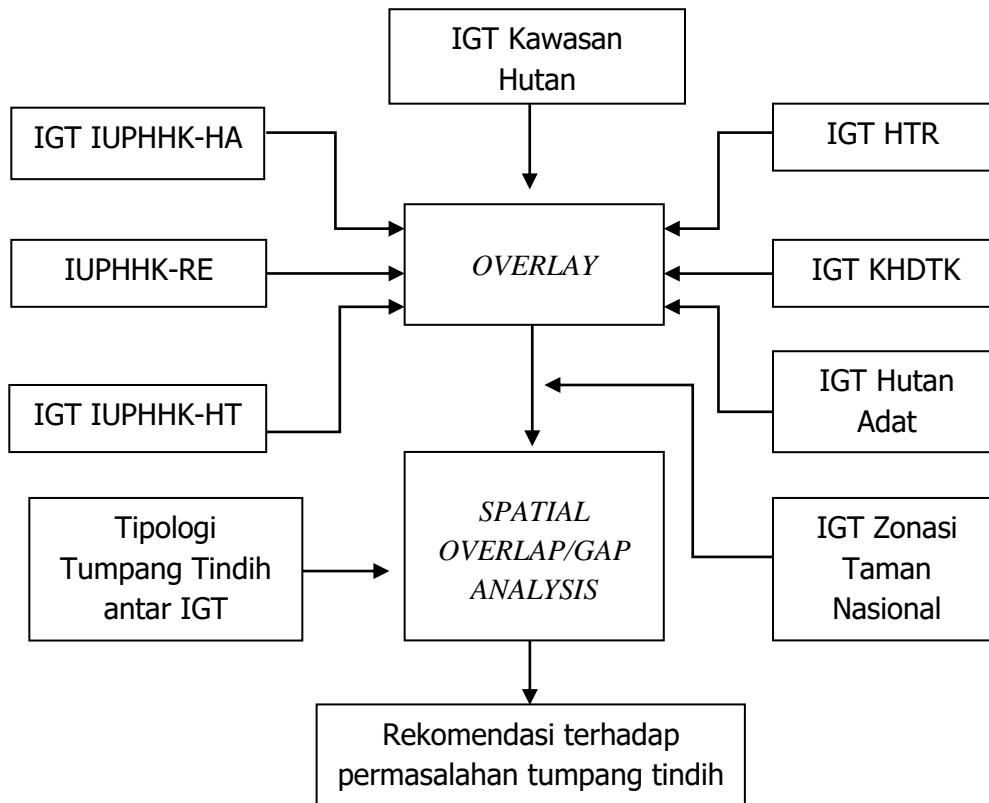 IGT Kawasan
Hutan
IGT IUPHHK-HA
IGT HTR
IUPHHK-RE
OVERLAY
IGT KHDTK
IGT IUPHHK-HT
IGT Hutan
Adat
Tipologi
Tumpang Tindih
antar IGT
SPATIAL
OVERLAP/GAP
ANALYSIS
IGT Zonasi
Taman
Nasional
Rekomendasi terhadap
permasalahan tumpang tindih